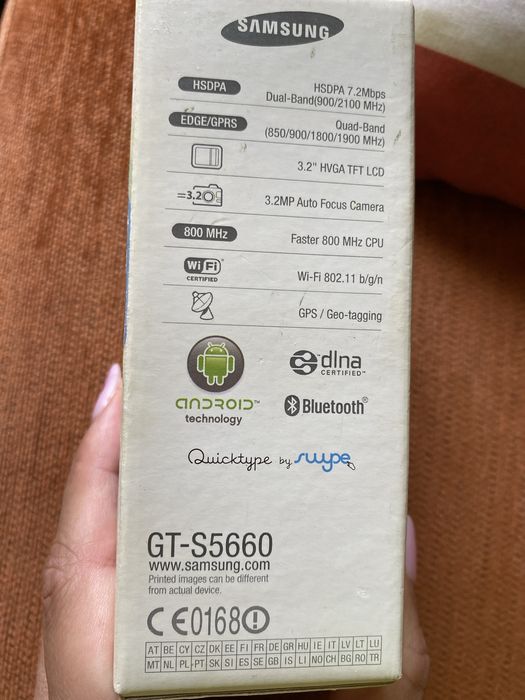 SAMSUNG
HSDPA
HSDPA 7.2Mbps
Dual-Band(900/2100 MHz)
EDGE/GPRS
Quad-Band
(850/900/1800/1900 MHz)
3.2" HVGA TFT LCD
=3.2
3.2MP Auto Focus Camera
800 MHz
Faster 800 MHz CPU
Wi Fi
CERTIFIED
Wi-Fi 802.11 b/g/n
GPS / Geo-tagging
dlna
CERTIFIED™
ANDROID™
technology
Bluetooth®
Quicktype by swype
GT-S5660
www.samsung.com
Printed images can be different
from actual device.
CE0168
AT BE CY CZ DK EE FI FR DE GR HU IE IT LV LT LU
MT NL PL PT SK SI ES SE GB IS LI NO CH BG RO TR